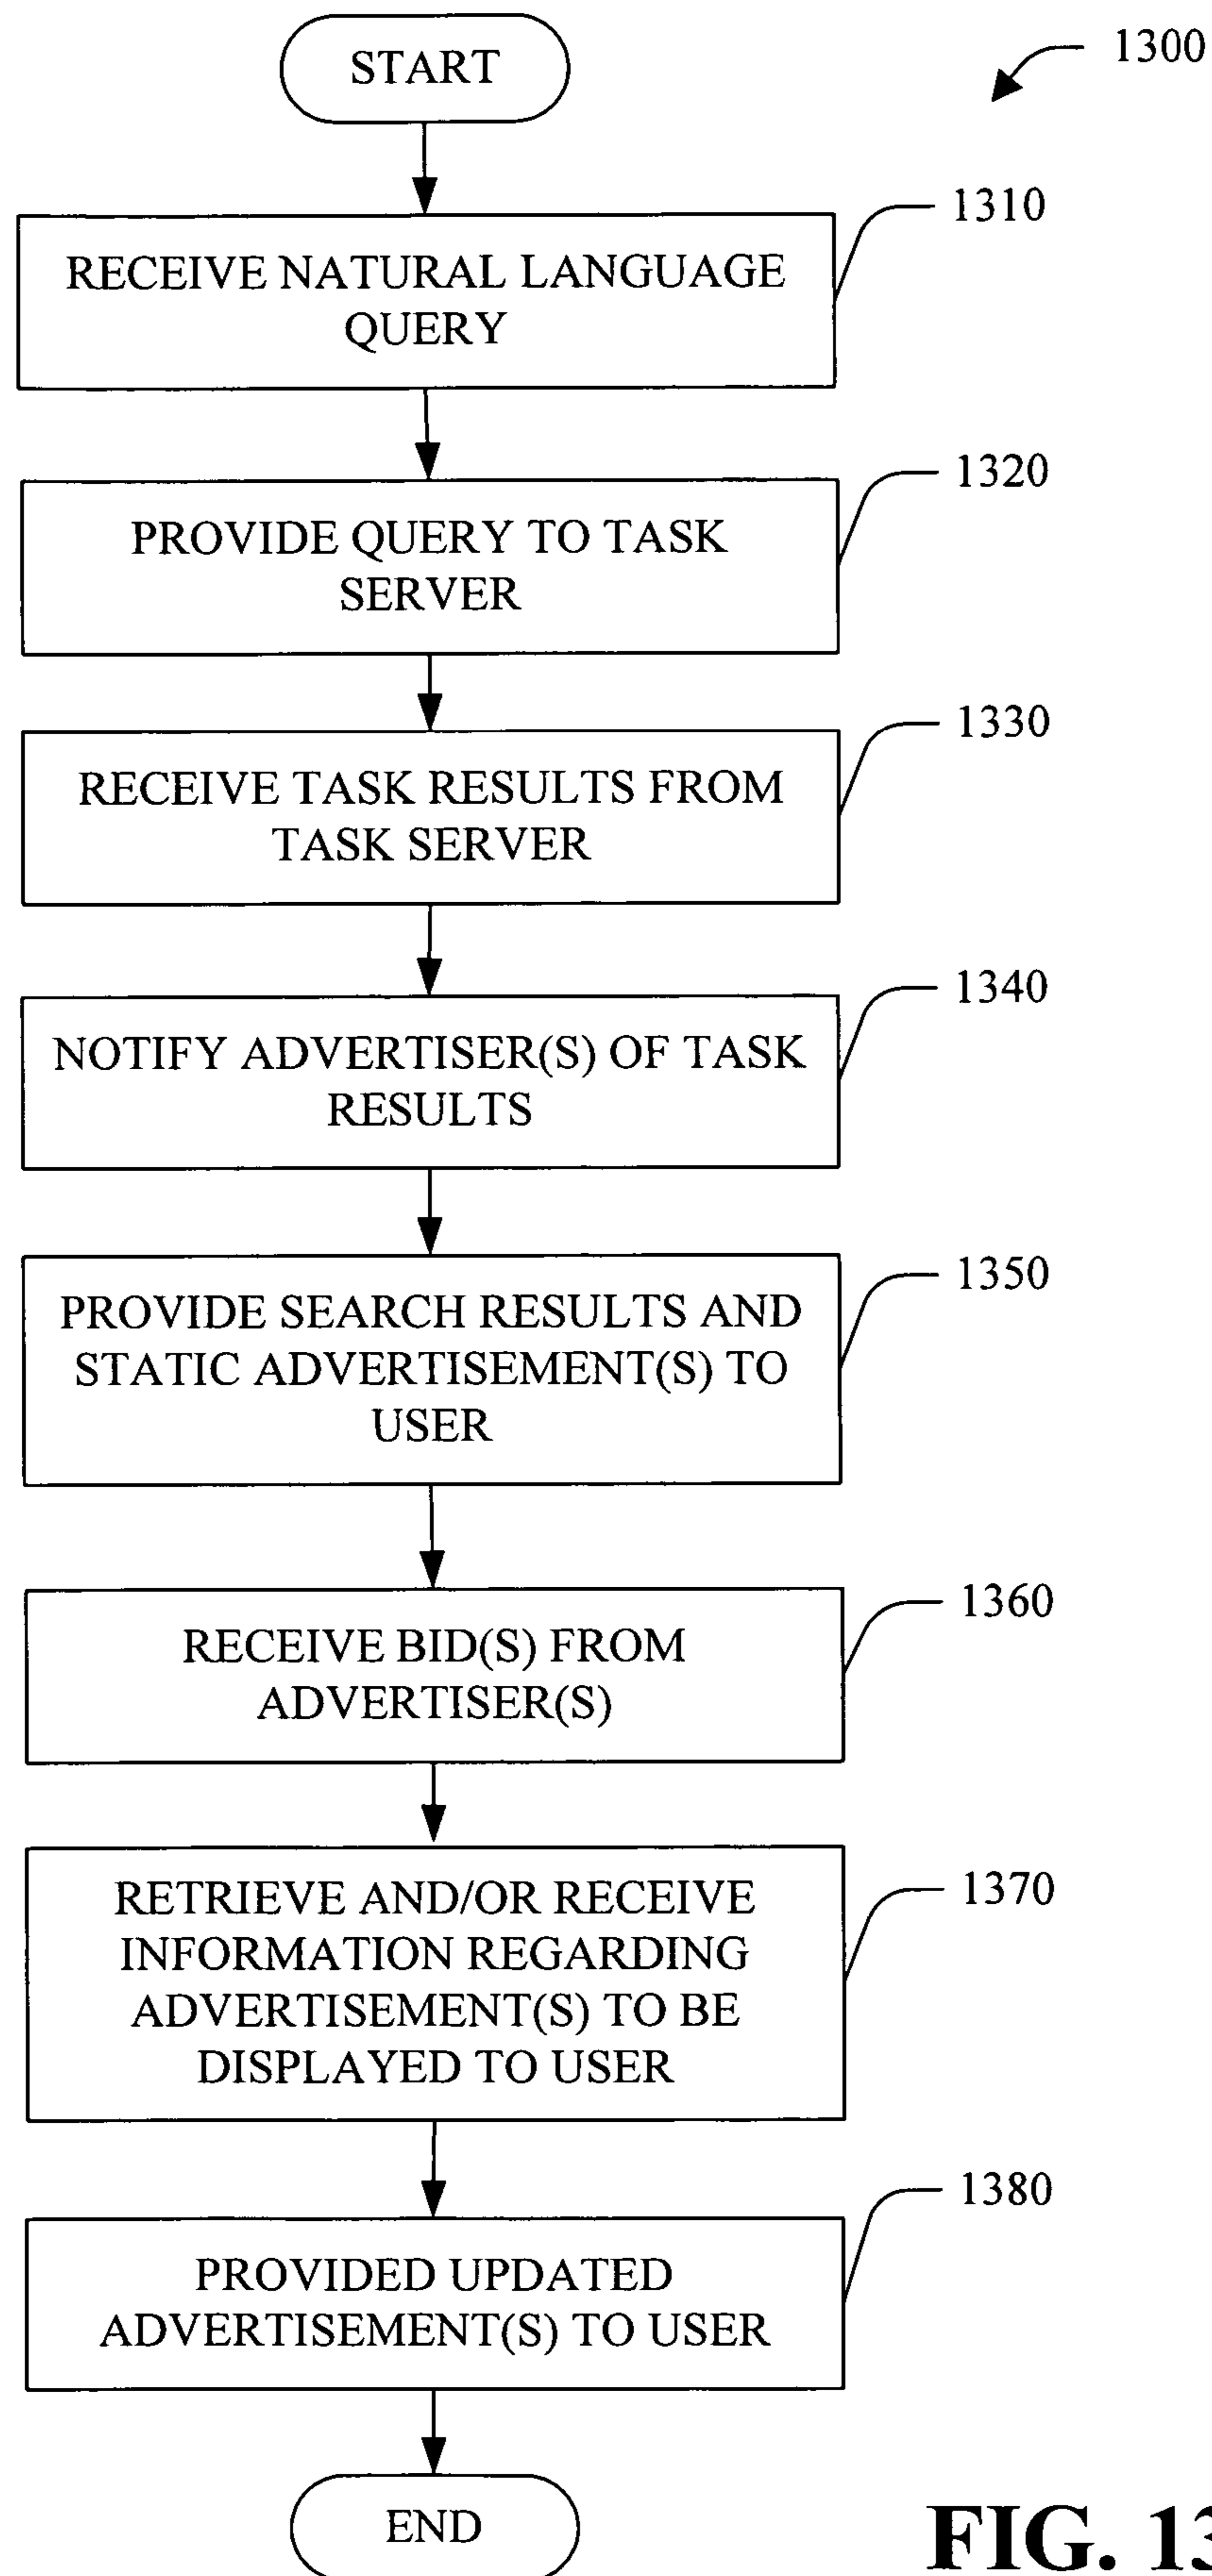 START
1300
1310
RECEIVE NATURAL LANGUAGE
QUERY
1320
PROVIDE QUERY TO TASK
SERVER
1330
RECEIVE TASK RESULTS FROM
TASK SERVER
1340
NOTIFY ADVERTISER(S) OF TASK
RESULTS
1350
PROVIDE SEARCH RESULTS AND
STATIC ADVERTISEMENT(S) TO
USER
1360
RECEIVE BID(S) FROM
ADVERTISER(S)
1370
RETRIEVE AND/OR RECEIVE
INFORMATION REGARDING
ADVERTISEMENT(S) TO BE
DISPLAYED TO USER
1380
PROVIDED UPDATED
ADVERTISEMENT(S) TO USER
END
FIG. 13